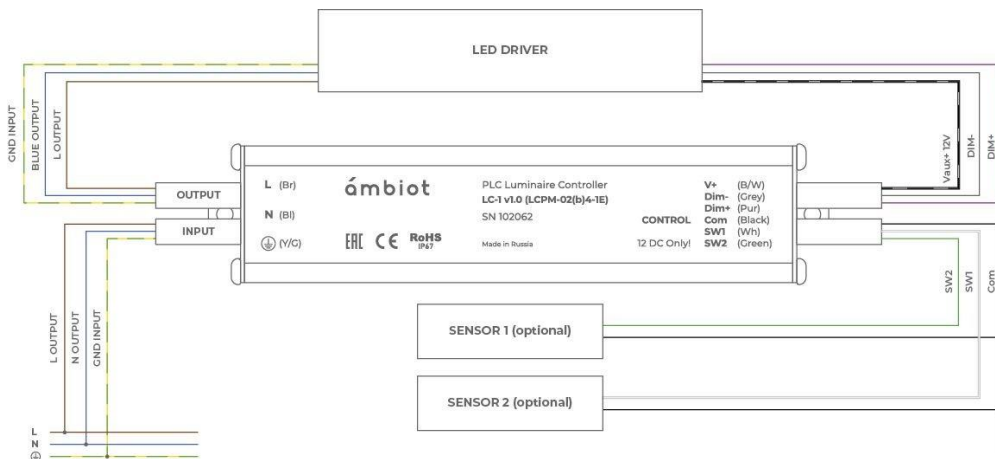 LED DRIVER
GND INPUT
BLUE OUTPUT
L OUTPUT
Vaux+ 12V
DIM-
DIM+
OUTPUT
INPUT
L (Br)
N (Bl)
(Y/G)
ámbiot
EAC CE RoHS
IP67
PLC Luminaire Controller
LC-1 v1.0 (LCPM-02(b)4-1E)
SN 102062
Made in Russia
CONTROL
12 DC Only!
V+ (B/W)
Dim- (Grey)
Dim+ (Pur)
Com (Black)
SW1 (Wh)
SW2 (Green)
L OUTPUT
N OUTPUT
GND INPUT
SW2
SW1
Com
SENSOR 1 (optional)
SENSOR 2 (optional)
L
N